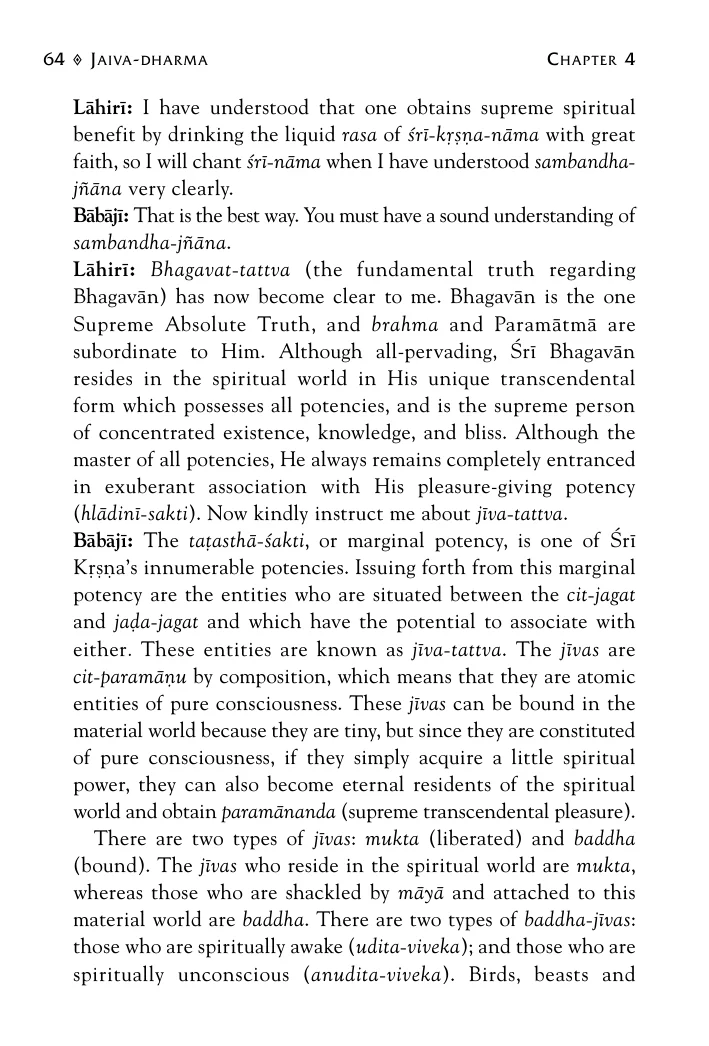 64 ◈ JAIVA-DHARMA CHAPTER 4
Lāhirī: I have understood that one obtains supreme spiritual
benefit by drinking the liquid rasa of śrī-kṛṣṇa-nāma with great
faith, so I will chant śrī-nāma when I have understood sambandha-
jñāna very clearly.
Bābājī: That is the best way. You must have a sound understanding of
sambandha-jñāna.
Lāhirī: Bhagavat-tattva (the fundamental truth regarding
Bhagavān) has now become clear to me. Bhagavān is the one
Supreme Absolute Truth, and brahma and Paramātmā are
subordinate to Him. Although all-pervading, Śrī Bhagavān
resides in the spiritual world in His unique transcendental
form which possesses all potencies, and is the supreme person
of concentrated existence, knowledge, and bliss. Although the
master of all potencies, He always remains completely entranced
in exuberant association with His pleasure-giving potency
(hlādinī-sakti). Now kindly instruct me about jīva-tattva.
Bābājī: The taṭasthā-śakti, or marginal potency, is one of Śrī
Kṛṣṇa's innumerable potencies. Issuing forth from this marginal
potency are the entities who are situated between the cit-jagat
and jaḍa-jagat and which have the potential to associate with
either. These entities are known as jīva-tattva. The jīvas are
cit-paramāṇu by composition, which means that they are atomic
entities of pure consciousness. These jīvas can be bound in the
material world because they are tiny, but since they are constituted
of pure consciousness, if they simply acquire a little spiritual
power, they can also become eternal residents of the spiritual
world and obtain paramānanda (supreme transcendental pleasure).
There are two types of jīvas: mukta (liberated) and baddha
(bound). The jīvas who reside in the spiritual world are mukta,
whereas those who are shackled by māyā and attached to this
material world are baddha. There are two types of baddha-jīvas:
those who are spiritually awake (udita-viveka); and those who are
spiritually unconscious (anudita-viveka). Birds, beasts and